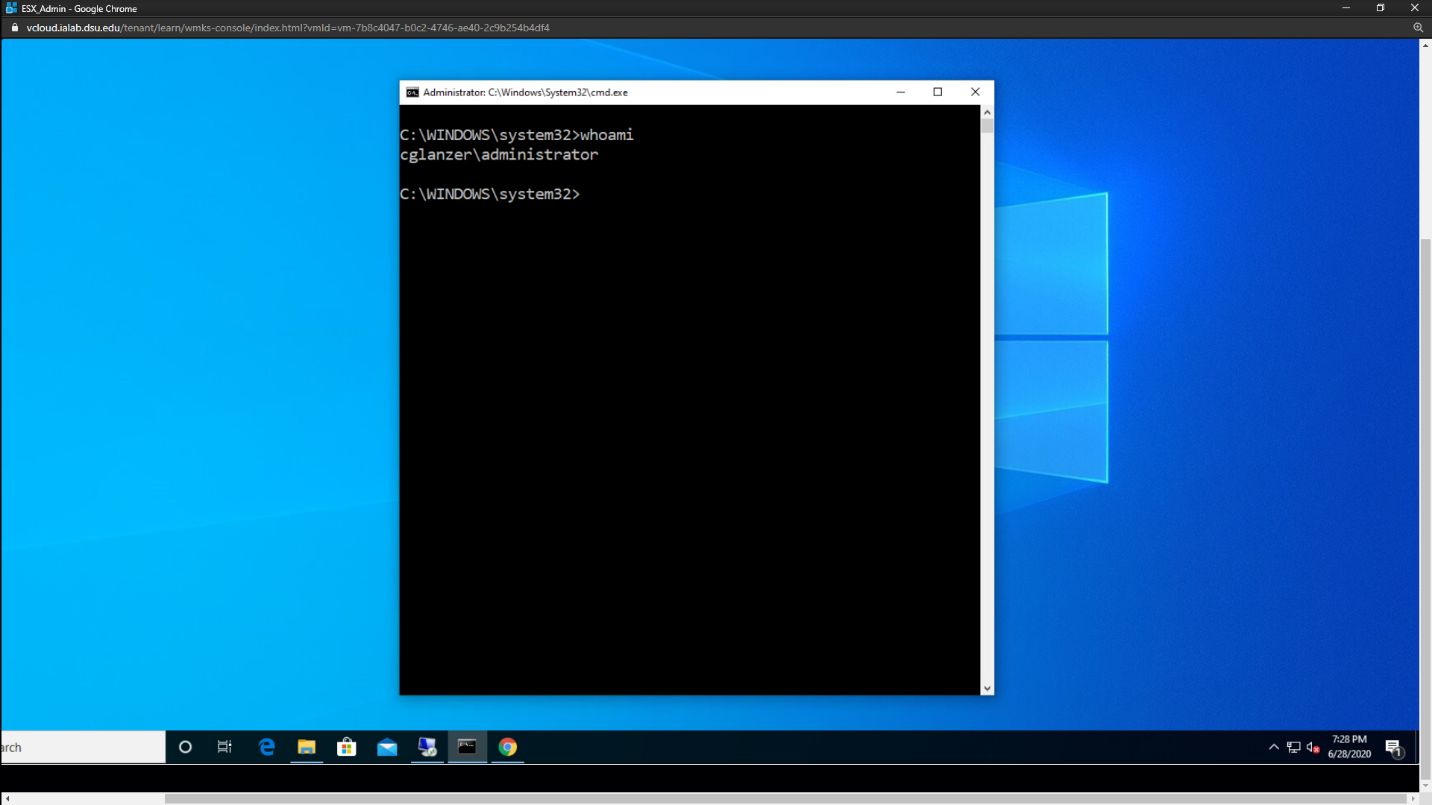 ESX_Admin - Google Chrome
vcloud.ialab.dsu.edu/tenant/learn/wmks-console/index.html?vmId=vm-7b8c4047-b0c2-4746-ae40-2c9b254b4df4
Administrator: C:\Windows\System32\cmd.exe
C:\WINDOWS\system32>whoami
cglanzer\administrator
C:\WINDOWS\system32>
arch
7:28 PM
6/28/2020
1